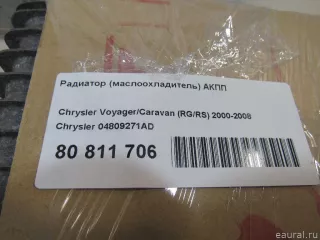 Радиатор (маслоохладитель) АКПП
Chrysler Voyager/Caravan (RG/RS) 2000-2008
Chrysler 04809271AD
80 811 706
eaural.ru